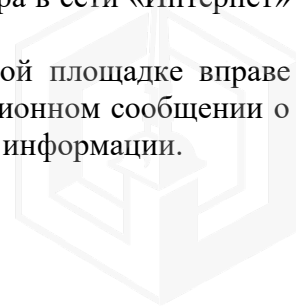 ра в сети «Интернет»
ой площадке вправе
ионном сообщении о
информации.